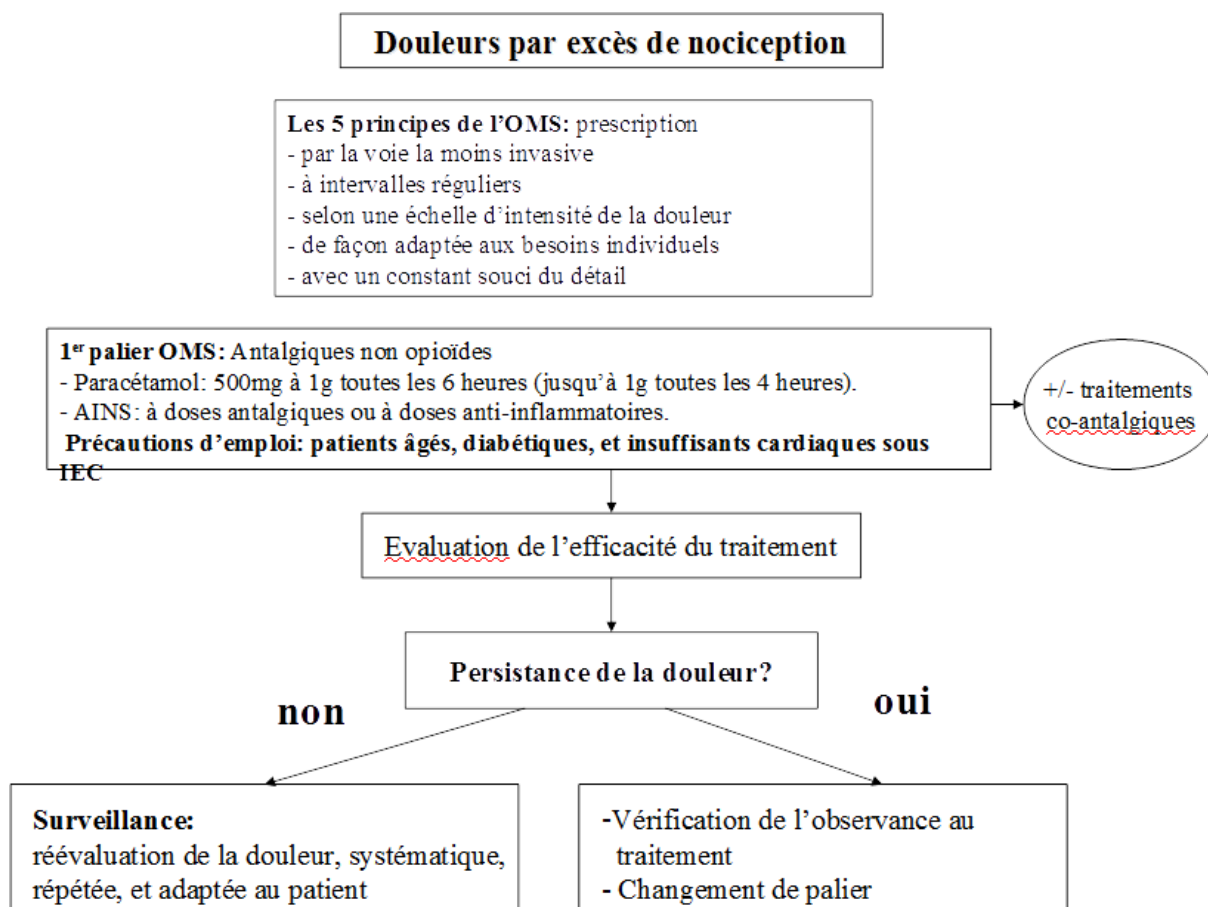 Douleurs par excès de nociception
Les 5 principes de l’OMS: prescription
- par la voie la moins invasive
- à intervalles réguliers
- selon une échelle d’intensité de la douleur
- de façon adaptée aux besoins individuels
- avec un constant souci du détail
1er palier OMS: Antalgiques non opioïdes
- Paracétamol: 500mg à 1g toutes les 6 heures (jusqu’à 1g toutes les 4 heures).
- AINS: à doses antalgiques ou à doses anti-inflammatoires.
Précautions d’emploi: patients âgés, diabétiques, et insuffisants cardiaques sous
IEC
+/- traitements
co-antalgiques
Evaluation de l’efficacité du traitement
Persistance de la douleur?
non
oui
Surveillance:
réévaluation de la douleur, systématique,
répétée, et adaptée au patient
-Vérification de l’observance au
traitement
- Changement de palier